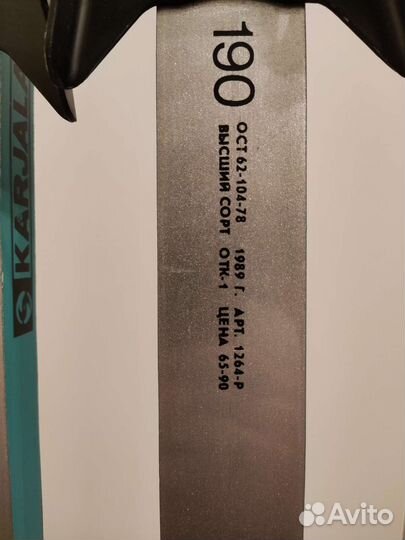 190
ОСТ 62-104-78 1989 Г. АРТ. 1264-Р
ВЫСШИЙ СОРТ ОТК-1 ЦЕНА 65-90
KARJALA
Avito